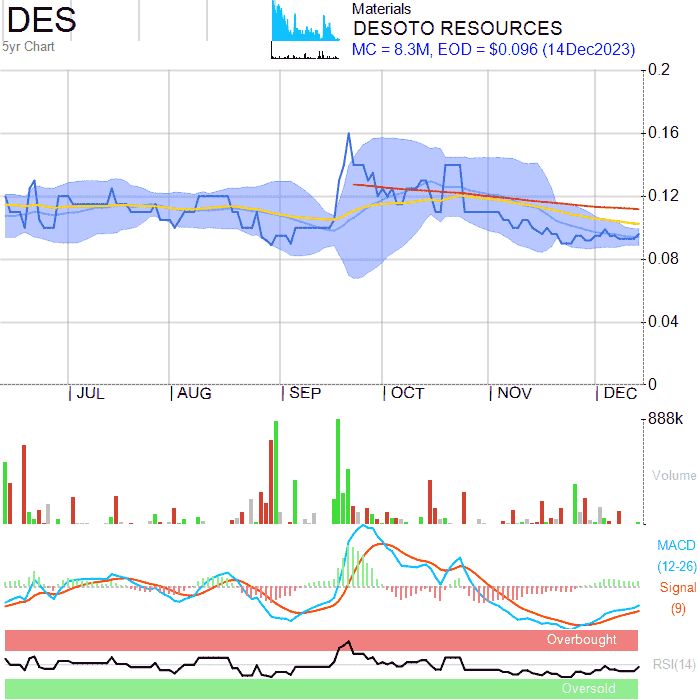 DES
5yr Chart
Materials
DESOTO RESOURCES
MC = 8.3M, EOD = $0.096 (14Dec2023)
0.2
0.16
0.12
0.08
0.04
0
JUL AUG SEP OCT NOV DEC
888k
Volume
MACD
(12-26)
Signal
(9)
Overbought
RSI(14)
Oversold